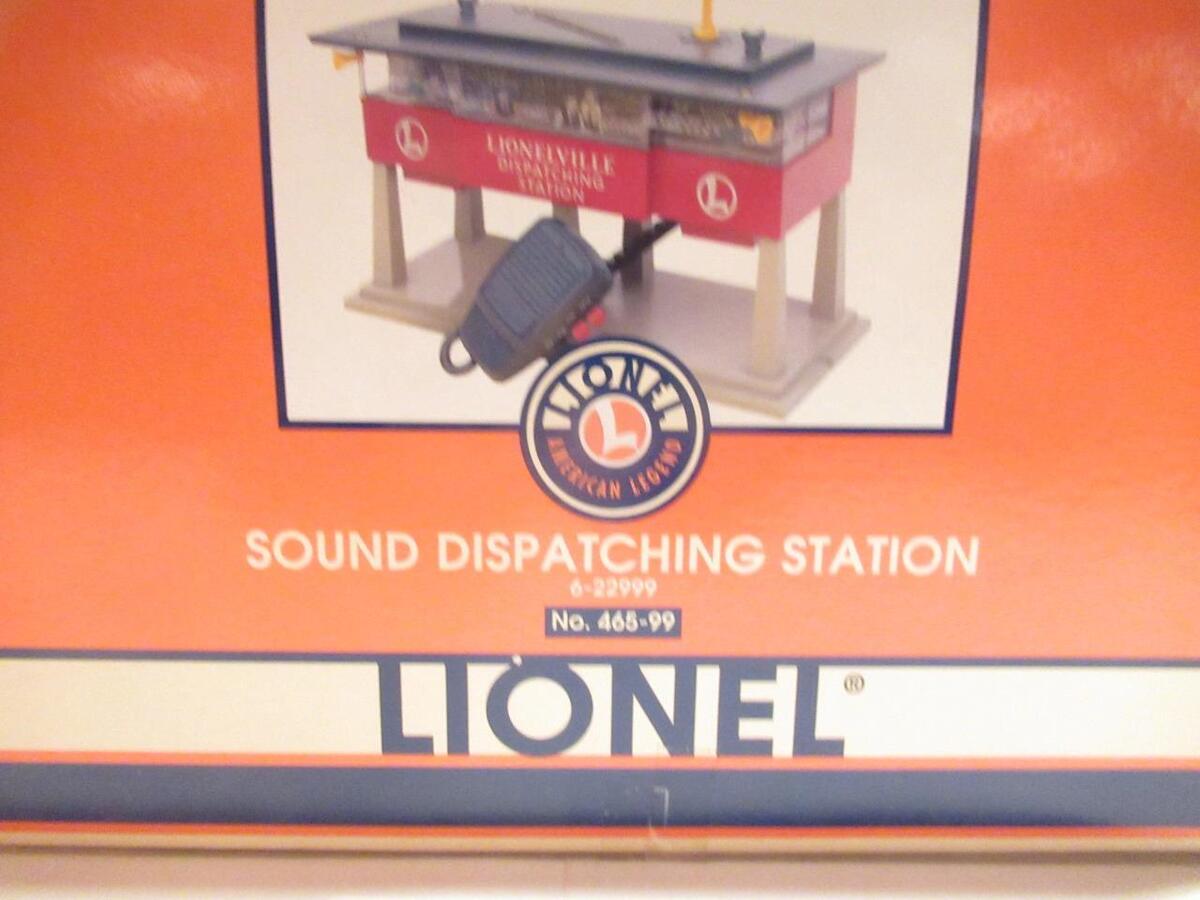 L
LIONELVILLE
DISPATCHING
STATION
L
LIONEL
L
AMERICAN LEGEND
SOUND DISPATCHING STATION
6-22999
No. 465-99
LIONEL®